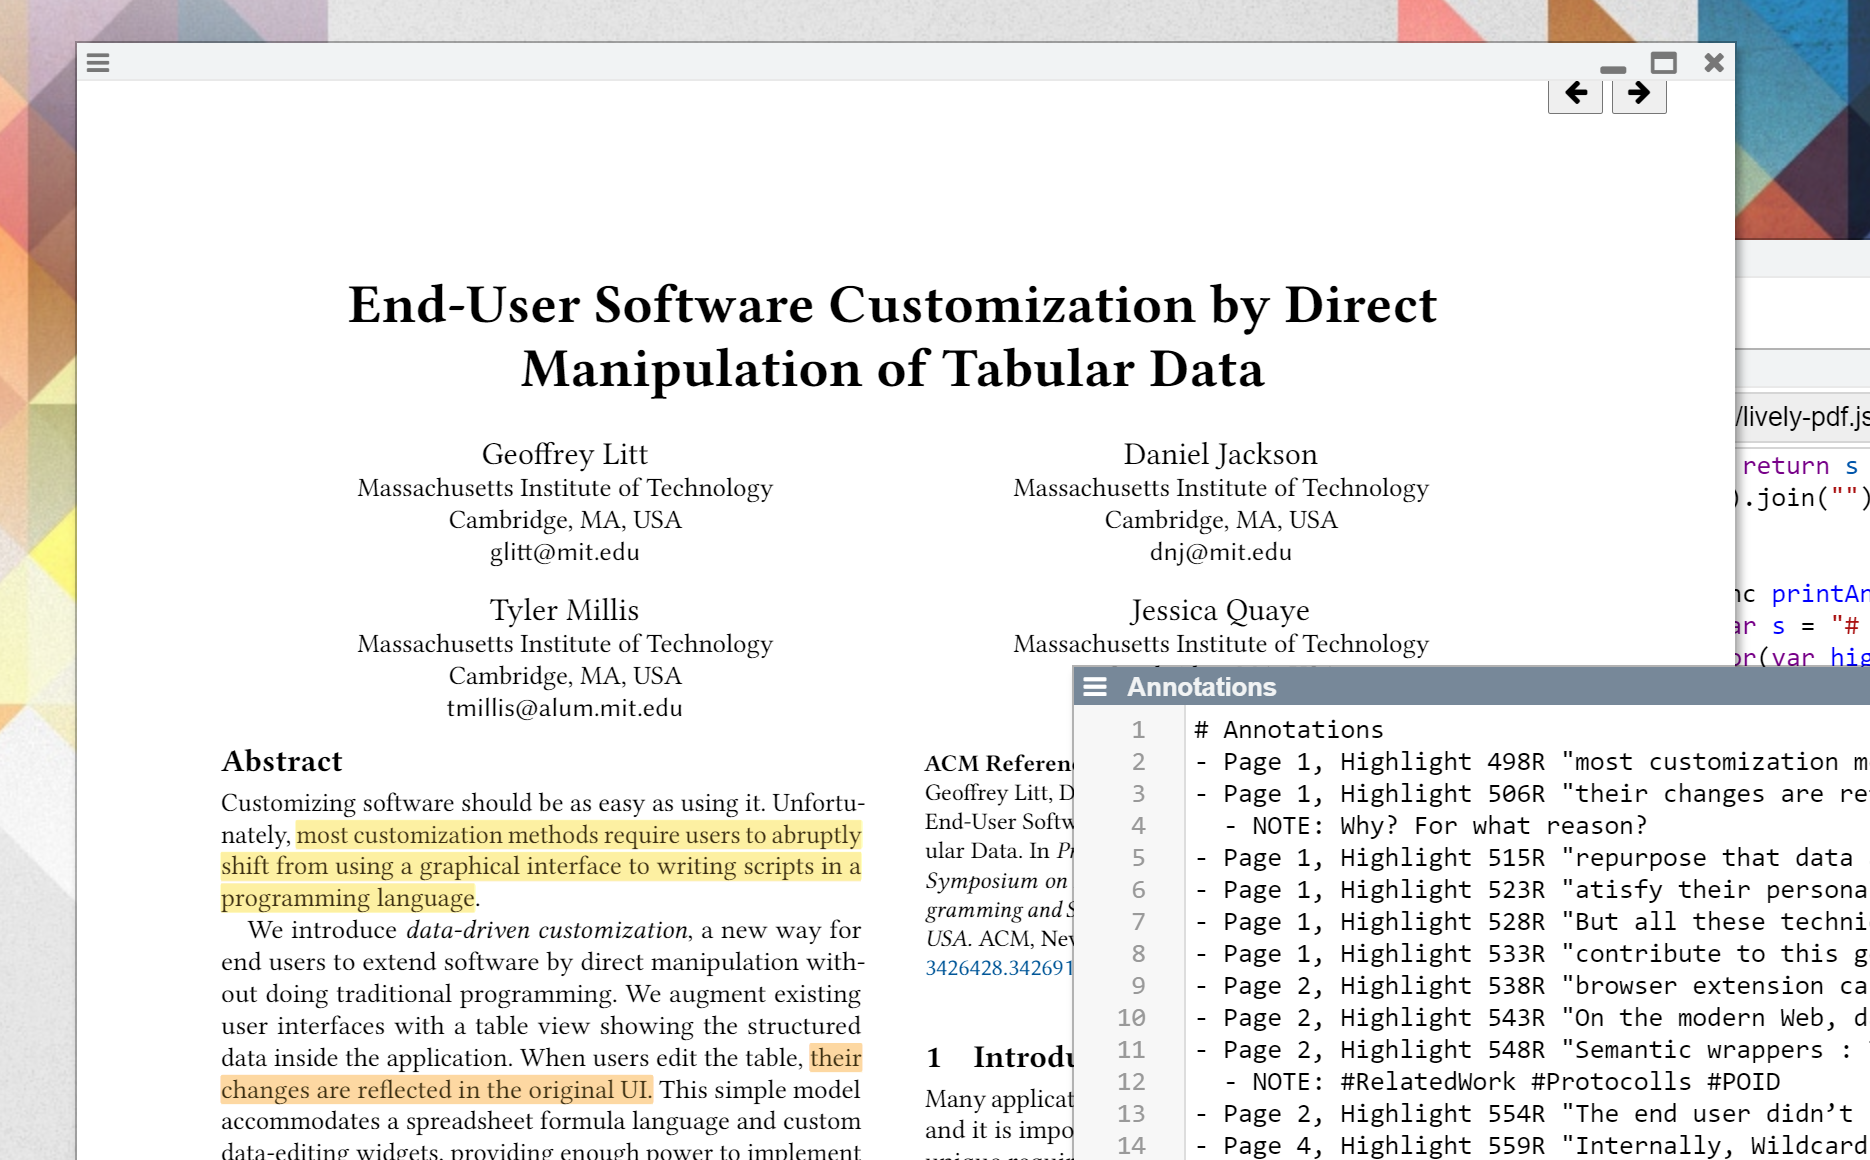 End-User Software Customization by Direct
Manipulation of Tabular Data
Geoffrey Litt
Massachusetts Institute of Technology
Cambridge, MA, USA
glitt@mit.edu
Daniel Jackson
Massachusetts Institute of Technology
Cambridge, MA, USA
dnj@mit.edu
Tyler Millis
Massachusetts Institute of Technology
Cambridge, MA, USA
tmillis@alum.mit.edu
Jessica Quaye
Massachusetts Institute of Technology
Abstract
Customizing software should be as easy as using it. Unfortu-
nately, most customization methods require users to abruptly
shift from using a graphical interface to writing scripts in a
programming language.
We introduce data-driven customization, a new way for
end users to extend software by direct manipulation with-
out doing traditional programming. We augment existing
user interfaces with a table view showing the structured
data inside the application. When users edit the table, their
changes are reflected in the original UI. This simple model
accommodates a spreadsheet formula language and custom
data-editing widgets, providing enough power to implement
ACM Referen
Geoffrey Litt, D
End-User Softw
ular Data. In Pr
Symposium on
gramming and S
USA. ACM, New
3426428.342691
1 Introdu
Many applicat
and it is impo
/lively-pdf.js
return s
).join("")
nc printAn
ar s = "#
or(var hig
Annotations
1 # Annotations
2 - Page 1, Highlight 498R "most customization m
3 - Page 1, Highlight 506R "their changes are re
4 - NOTE: Why? For what reason?
5 - Page 1, Highlight 515R "repurpose that data
6 - Page 1, Highlight 523R "atisfy their persona
7 - Page 1, Highlight 528R "But all these techni
8 - Page 1, Highlight 533R "contribute to this g
9 - Page 2, Highlight 538R "browser extension ca
10 - Page 2, Highlight 543R "On the modern Web, d
11 - Page 2, Highlight 548R "Semantic wrappers :
12 - NOTE: #RelatedWork #Protocolls #POID
13 - Page 2, Highlight 554R "The end user didn’t
14 - Page 4, Highlight 559R "Internally, Wildcard